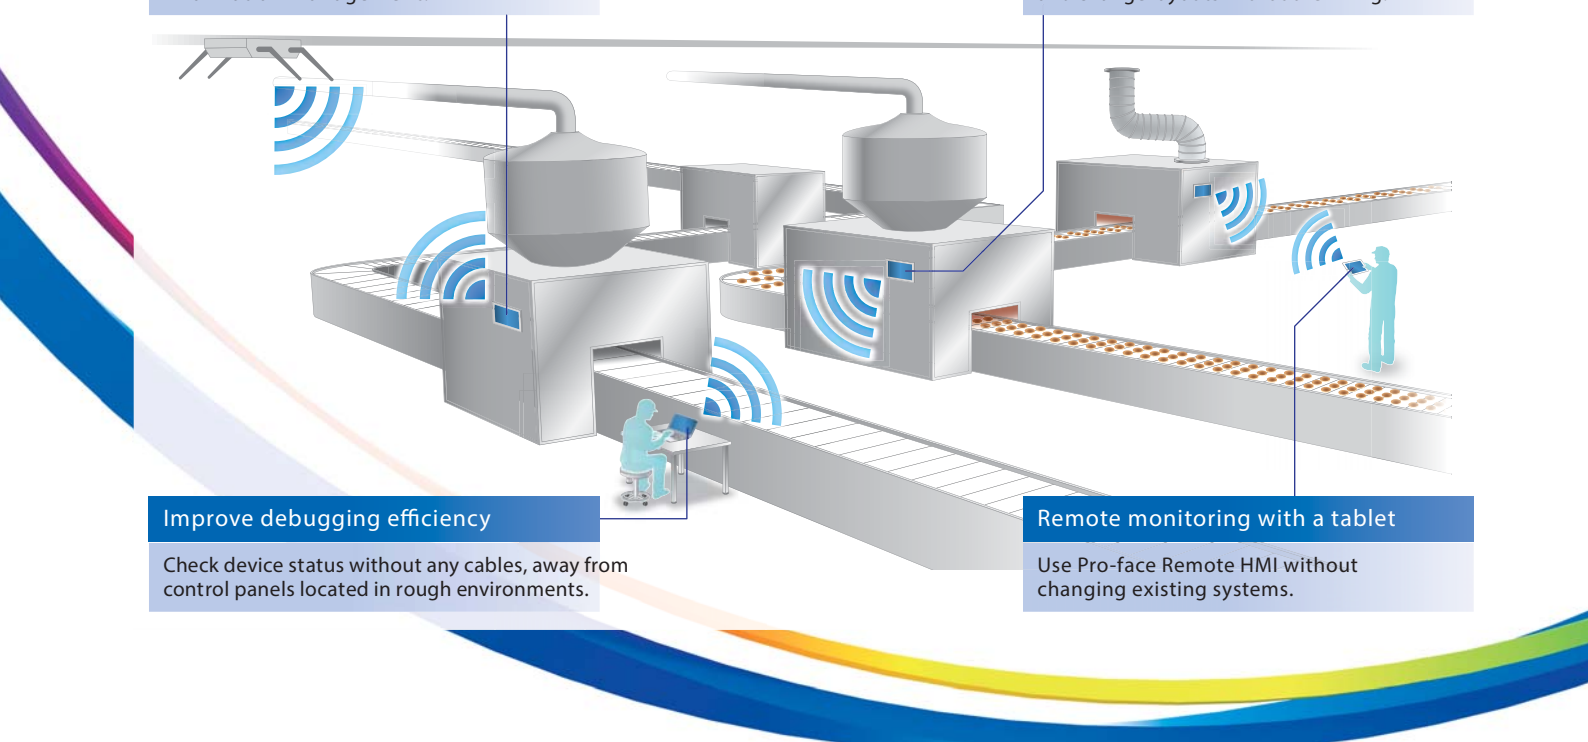 Improve debugging efficiency
Check device status without any cables, away from
control panels located in rough environments.
Remote monitoring with a tablet
Use Pro-face Remote HMI without
changing existing systems.